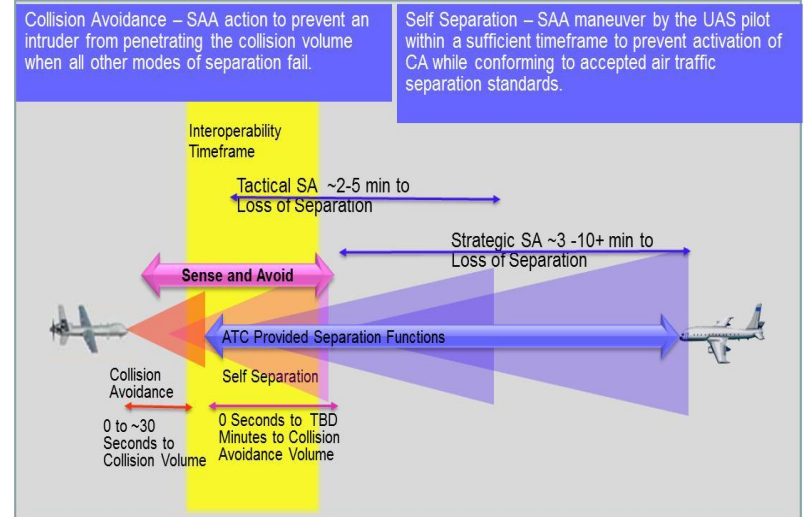 Collision Avoidance – SAA action to prevent an
intruder from penetrating the collision volume
when all other modes of separation fail.
Self Separation – SAA maneuver by the UAS pilot
within a sufficient timeframe to prevent activation of
CA while conforming to accepted air traffic
separation standards.
Interoperability
Timeframe
Tactical SA ~2-5 min to
Loss of Separation
Strategic SA ~3 -10+ min to
Loss of Separation
Sense and Avoid
ATC Provided Separation Functions
Collision
Avoidance
Self Separation
0 to ~30
Seconds to
Collision Volume
0 Seconds to TBD
Minutes to Collision
Avoidance Volume